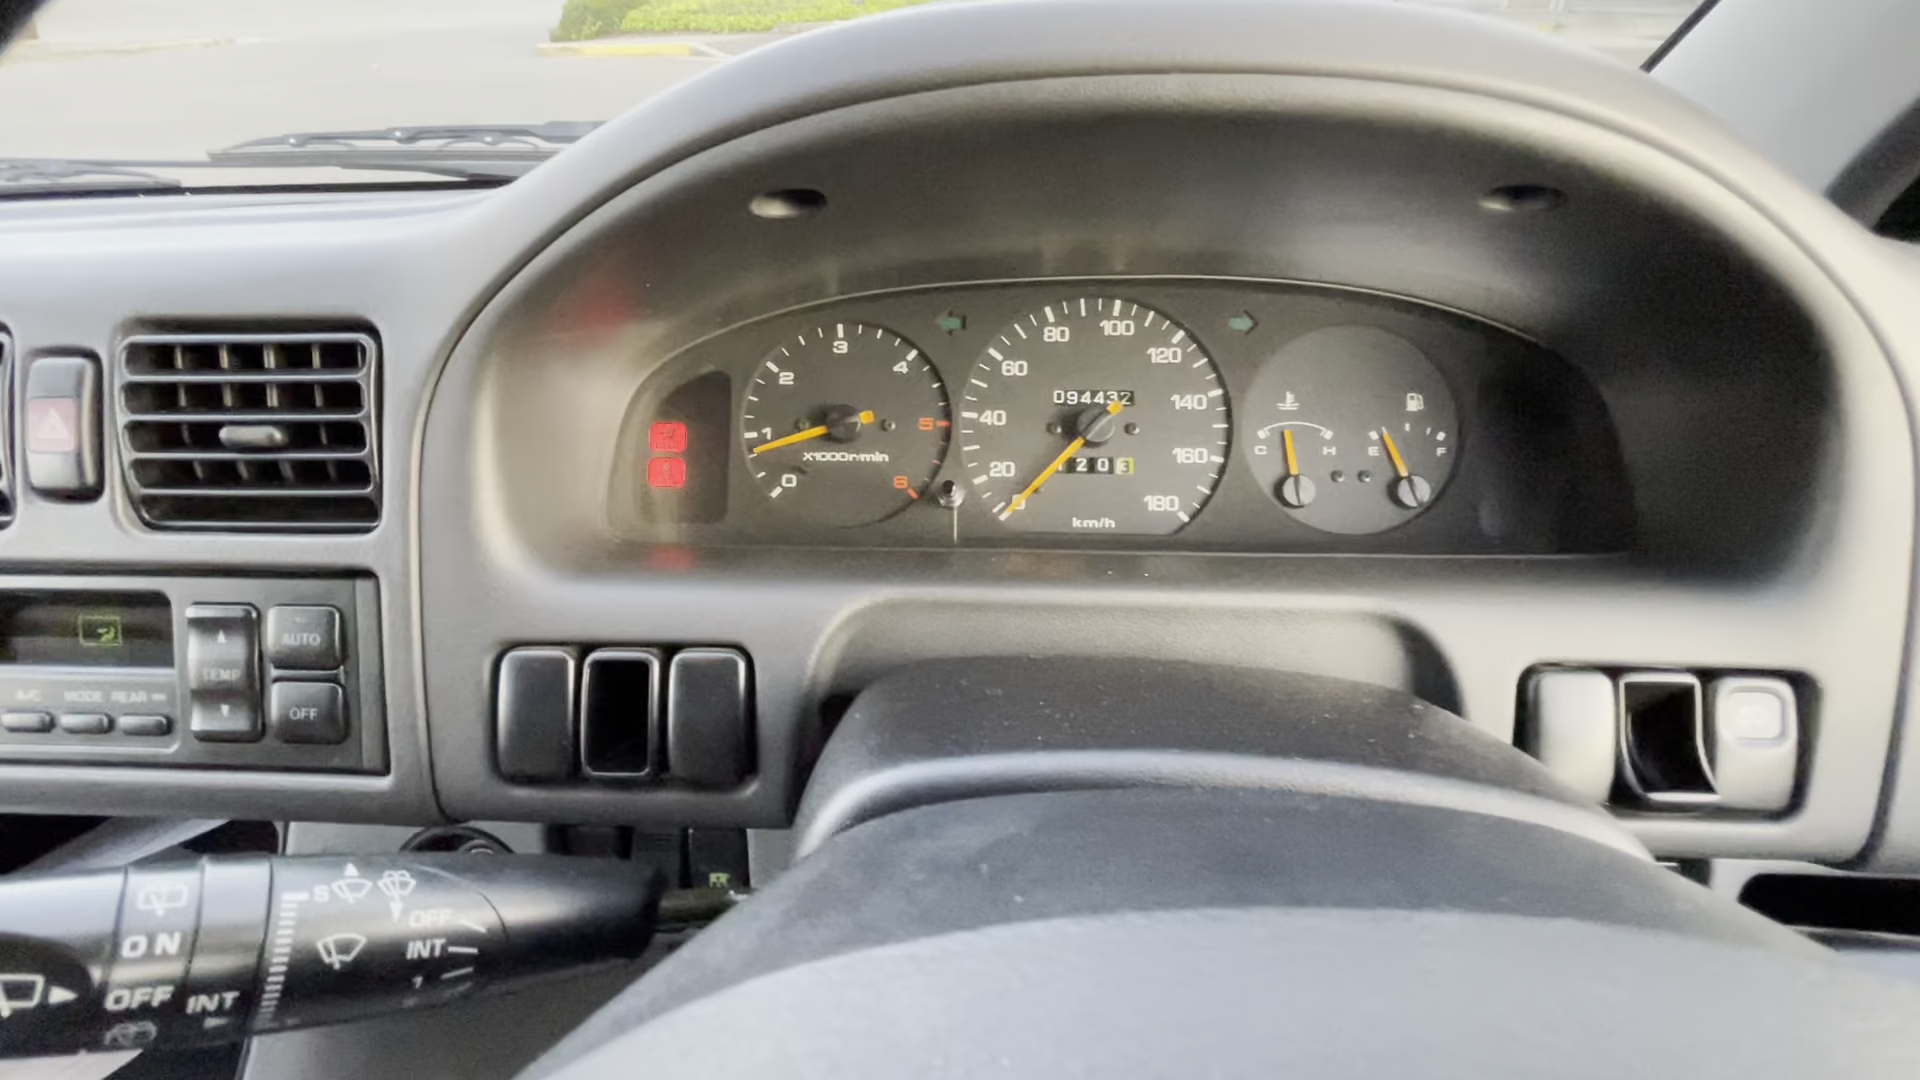 0
1
2
3
4
5
6
X1000r/min
0
20
40
60
80
100
120
140
160
180
094432
203
km/h
C H
E F
AUTO
TEMP
OFF
A/C MODE REAR
ON
OFF INT
S
OFF
INT